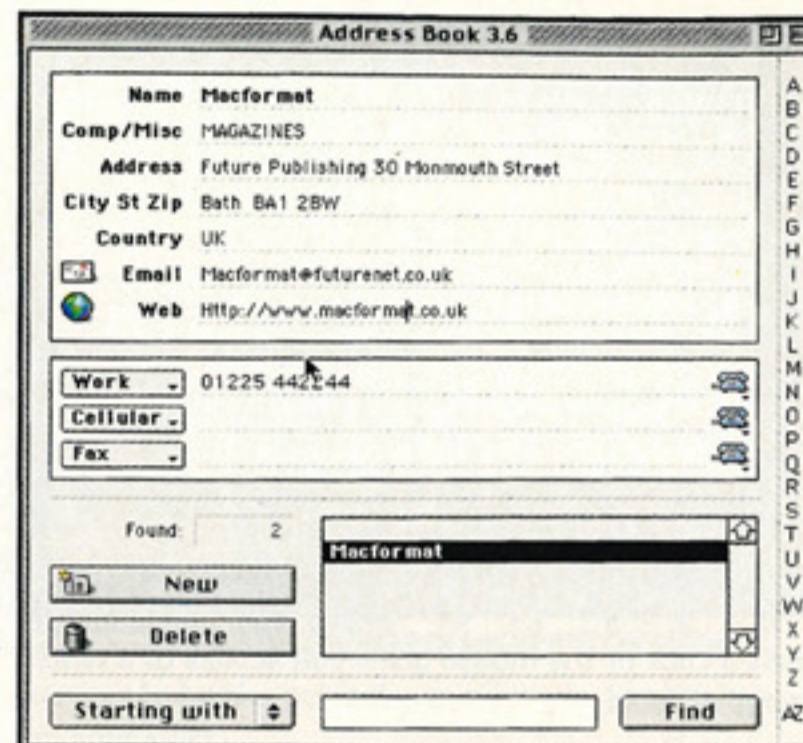 Address Book 3.6
Name Macformat
Comp/Misc MAGAZINES
Address Future Publishing 30 Monmouth Street
City St Zip Bath BA1 2BW
Country UK
Email Macformat@futurenet.co.uk
Web Http://www.macformat.co.uk
Work 01225 442244
Cellular
Fax
Found: 2
Macformat
New
Delete
Starting with
Find
A
B
C
D
E
F
G
H
I
J
K
L
M
N
O
P
Q
R
S
T
U
V
W
X
Y
Z
AZ